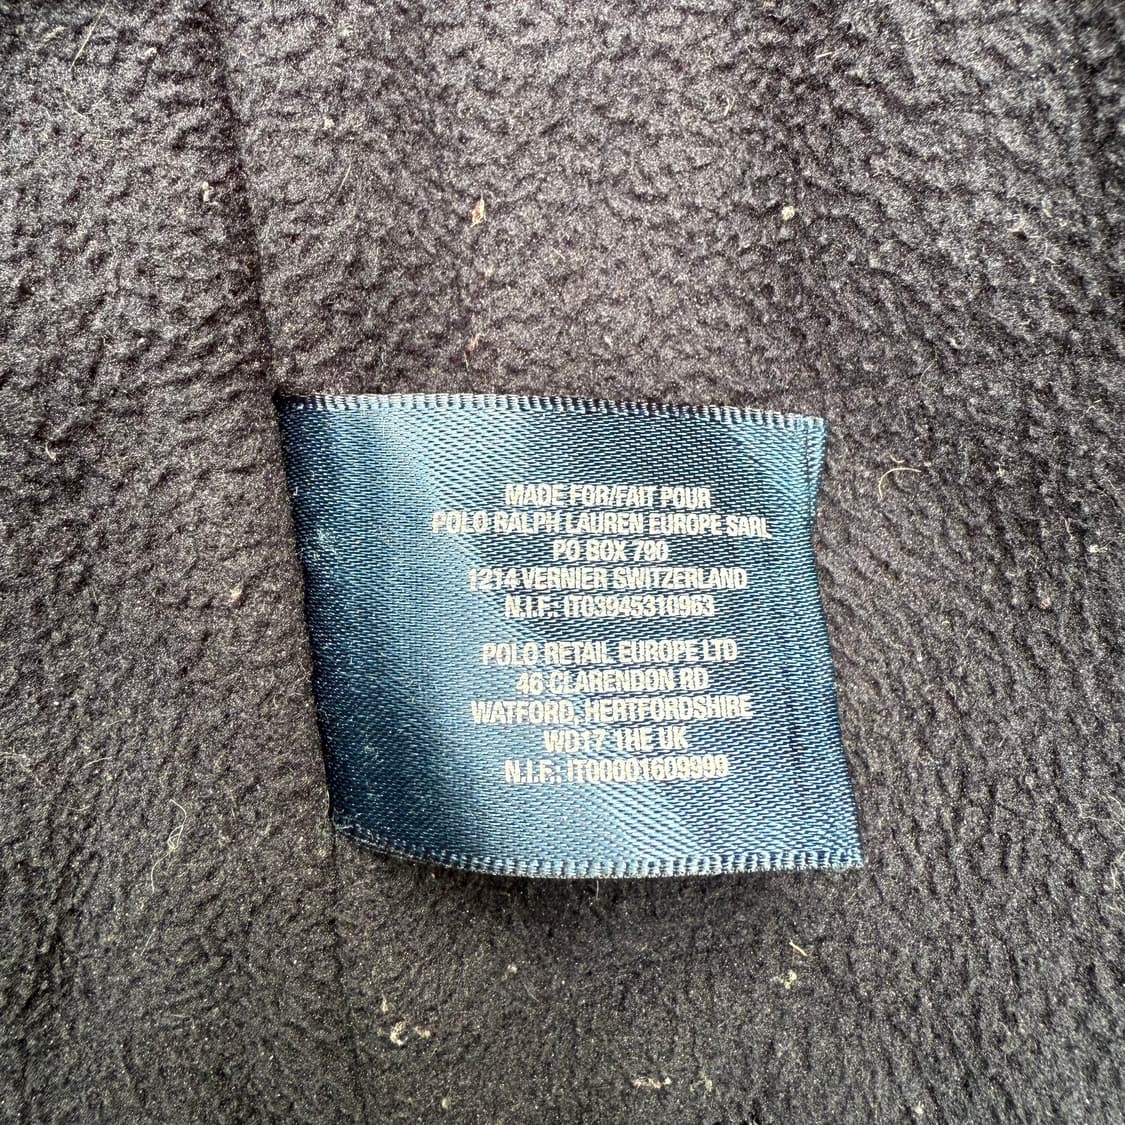 MADE FOR/FAIT POUR
POLO RALPH LAUREN EUROPE SARL
PO BOX 790
1214 VERNIER SWITZERLAND
N.I.F.: IT03945310963
POLO RETAIL EUROPE LTD
46 CLARENDON RD
WATFORD, HERTFORDSHIRE
WD17 1HE UK
N.I.F.: IT00001609999